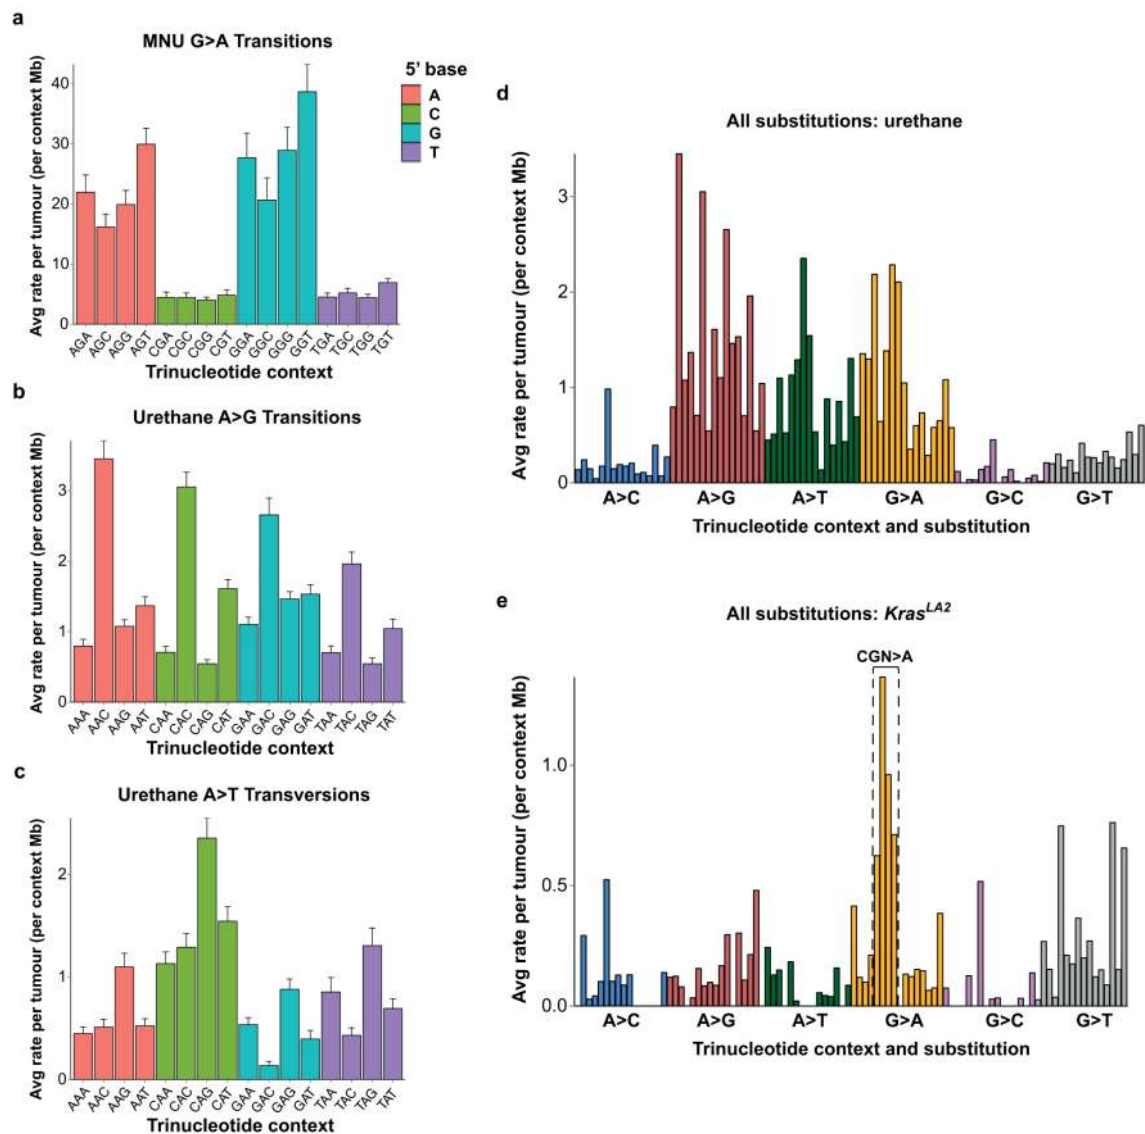 a
MNU G>A Transitions
Avg rate per tumour (per context Mb)
40
30
20
10
0
AGA AGC AGG AGT CGA CGC CGG CGT GGA GGC GGG GGT TGA TGC TGG TGT
Trinucleotide context
5' base
A
C
G
T
b
Urethane A>G Transitions
Avg rate per tumour (per context Mb)
3
2
1
0
AAA AAC AAG AAT CAA CAC CAG CAT GAA GAC GAG GAT TAA TAC TAG TAT
Trinucleotide context
c
Urethane A>T Transversions
Avg rate per tumour (per context Mb)
2
1
0
AAA AAC AAG AAT CAA CAC CAG CAT GAA GAC GAG GAT TAA TAC TAG TAT
Trinucleotide context
d
All substitutions: urethane
Avg rate per tumour (per context Mb)
3
2
1
0
A>C A>G A>T G>A G>C G>T
Trinucleotide context and substitution
e
All substitutions: Kras^LA2
CGN>A
Avg rate per tumour (per context Mb)
1.0
0.5
0.0
A>C A>G A>T G>A G>C G>T
Trinucleotide context and substitution